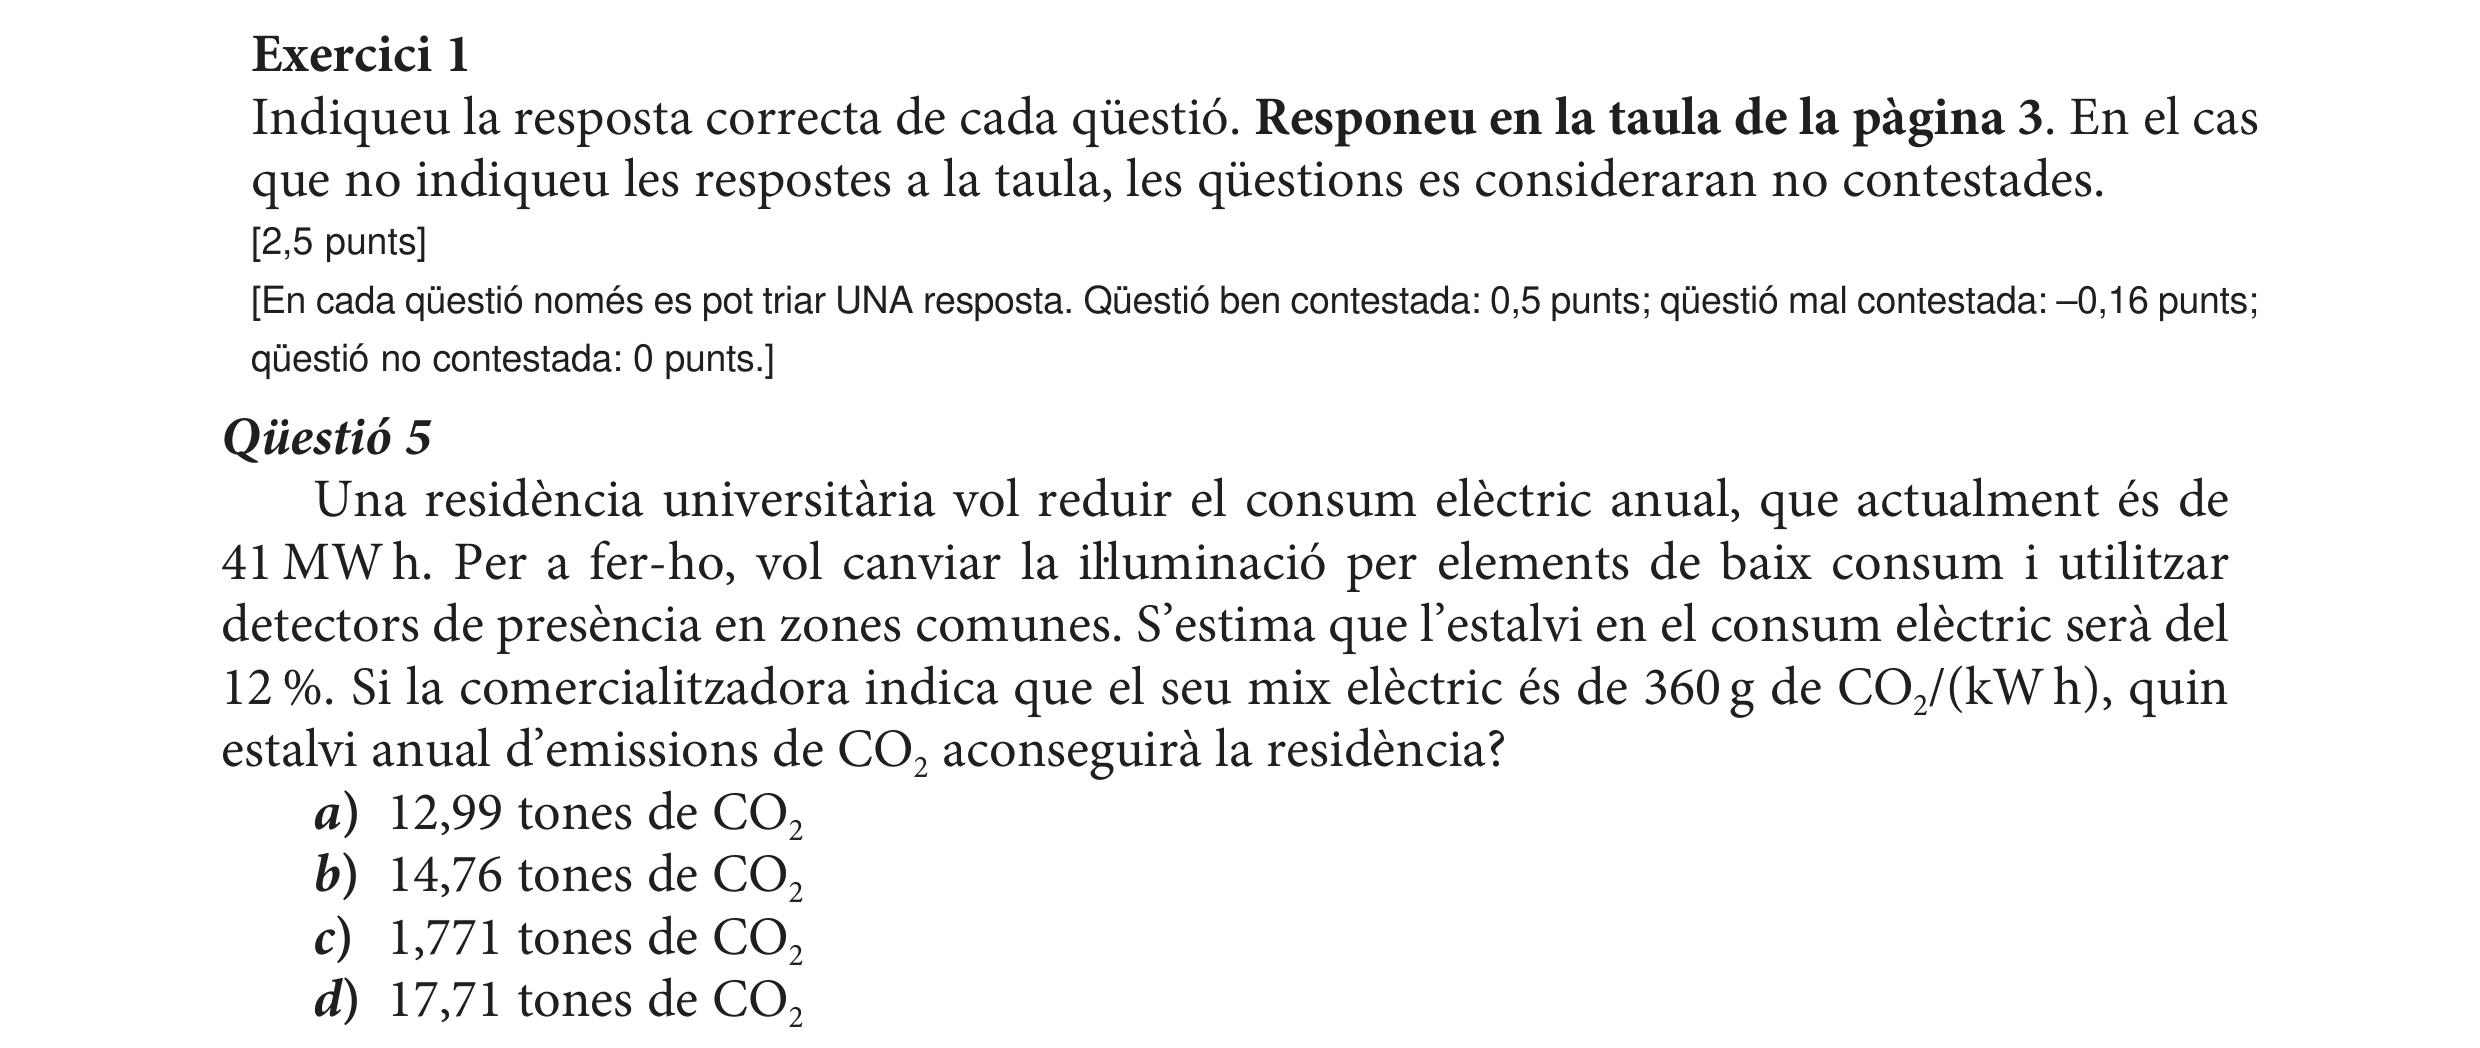 Exercici 1
Indiqueu la resposta correcta de cada qüestió. Responeu en la taula de la pàgina 3. En el cas
que no indiqueu les respostes a la taula, les qüestions es consideraran no contestades.
[2,5 punts]
[En cada qüestió només es pot triar UNA resposta. Qüestió ben contestada: 0,5 punts; qüestió mal contestada: –0,16 punts;
qüestió no contestada: 0 punts.]
Qüestió 5
Una residència universitària vol reduir el consum elèctric anual, que actualment és de
41 MW h. Per a fer-ho, vol canviar la il·luminació per elements de baix consum i utilitzar
detectors de presència en zones comunes. S’estima que l’estalvi en el consum elèctric serà del
12 %. Si la comercialitzadora indica que el seu mix elèctric és de 360 g de CO₂/(kW h), quin
estalvi anual d’emissions de CO₂ aconseguirà la residència?
a) 12,99 tones de CO₂
b) 14,76 tones de CO₂
c) 1,771 tones de CO₂
d) 17,71 tones de CO₂